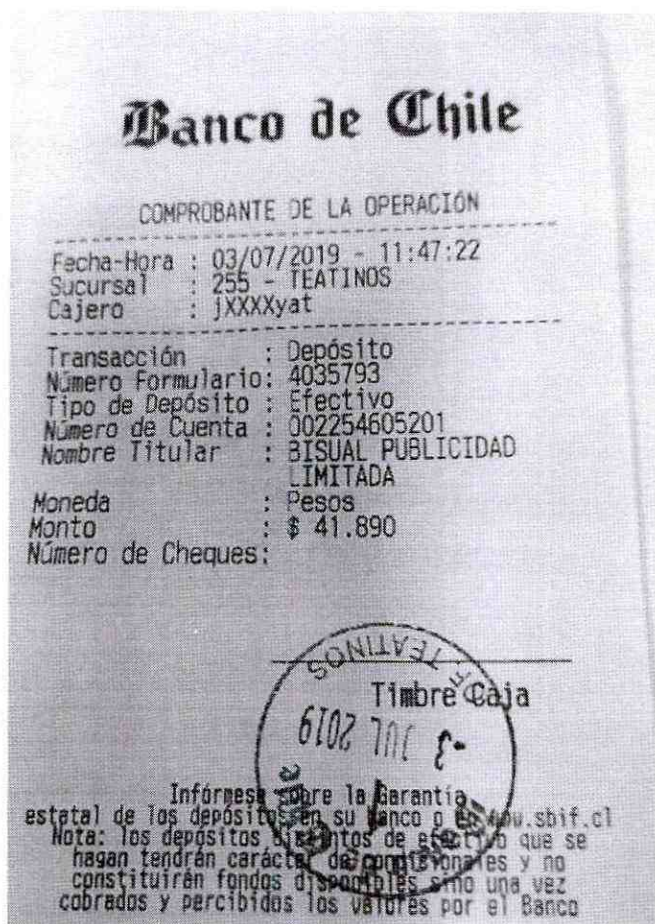 Banco de Chile
COMPROBANTE DE LA OPERACIÓN
Fecha-Hora : 03/07/2019 - 11:47:22
Sucursal : 255 - TEATINOS
Cajero : jXXXXyat
Transacción : Depósito
Número Formulario: 4035793
Tipo de Depósito : Efectivo
Número de Cuenta : 002254605201
Nombre Titular : BISUAL PUBLICIDAD
LIMITADA
Moneda : Pesos
Monto : $ 41.890
Número de Cheques:
TEATINOS
Timbre Caja
-3 JUL 2019
Infórmese sobre la Garantía
estatal de los depósitos en su banco o en .sbif.cl
Nota: los depósitos distintos de efectivo que se
hagan tendrán carácter de condicionales y no
constituirán fondos disponibles sino una vez
cobrados y percibidos los valores por el Banco